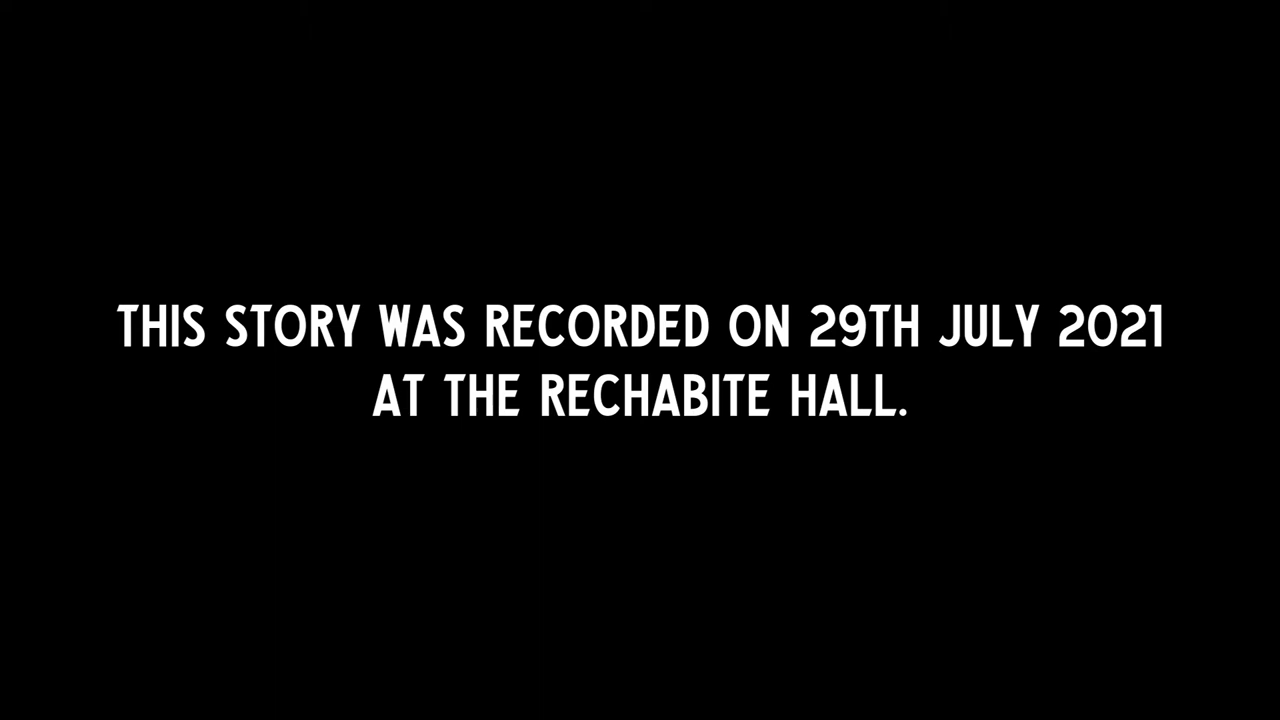 THIS STORY WAS RECORDED ON 29TH JULY 2021
AT THE RECHABITE HALL.